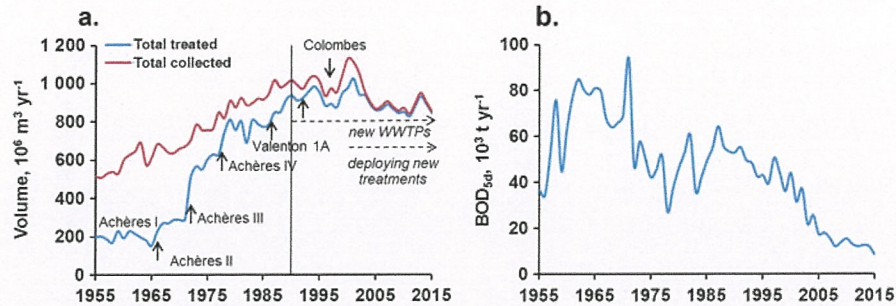 a.
Total treated
Total collected
Colombes
1 200
1 000
800
600
400
200
0
Volume, 10⁶ m³ yr⁻¹
new WWTPs
Valenton 1A
deploying new
treatments
Achères IV
Achères I
Achères III
Achères II
1955 1965 1975 1985 1995 2005 2015
b.
100
80
60
40
20
0
BOD5d, 10³ t yr⁻¹
1955 1965 1975 1985 1995 2005 2015